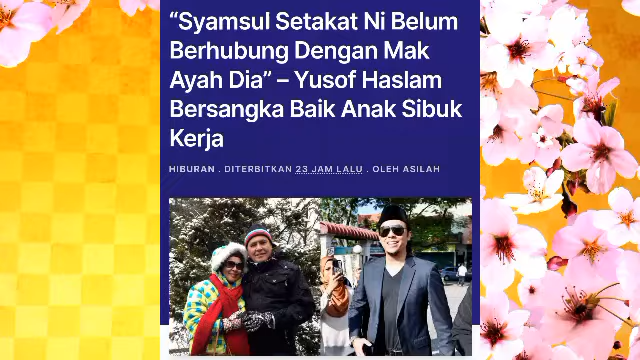 “Syamsul Setakat Ni Belum
Berhubung Dengan Mak
Ayah Dia” – Yusof Haslam
Bersangka Baik Anak Sibuk
Kerja
HIBURAN . DITERBITKAN 23 JAM LALU . OLEH ASILAH